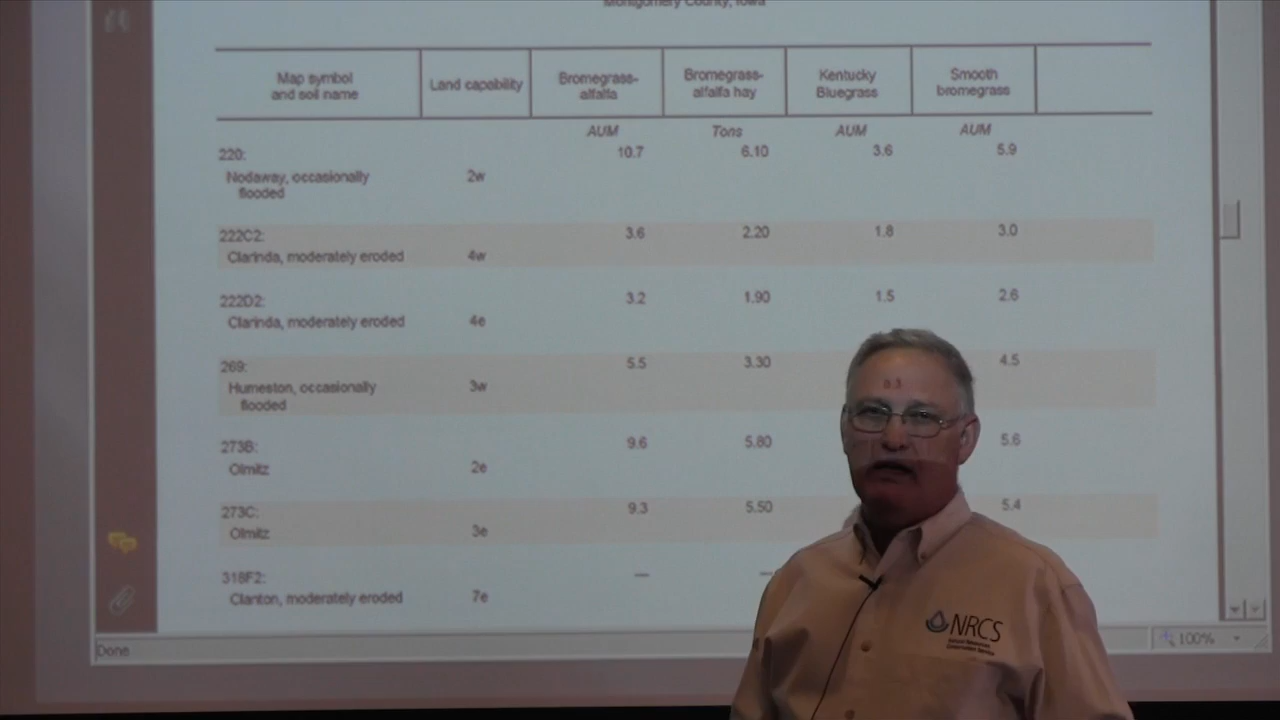 Montgomery County, Iowa
Map symbol and soil name Land capability Bromegrass-alfalfa Bromegrass-alfalfa hay Kentucky Bluegrass Smooth bromegrass
AUM Tons AUM AUM
220: 10.7 6.10 3.6 5.9
Nodaway, occasionally 2w
flooded
222C2: 3.6 2.20 1.8 3.0
Clarinda, moderately eroded 4w
222D2: 3.2 1.90 1.5 2.6
Clarinda, moderately eroded 4e
269: 5.5 3.30 4.5
Humeston, occasionally 3w
flooded
273B: 9.6 5.80 5.6
Olmitz 2e
273C: 9.3 5.50 5.4
Olmitz 3e
318F2: — —
Clanton, moderately eroded 7e
Done 100%
NRCS
Natural Resources
Conservation Service